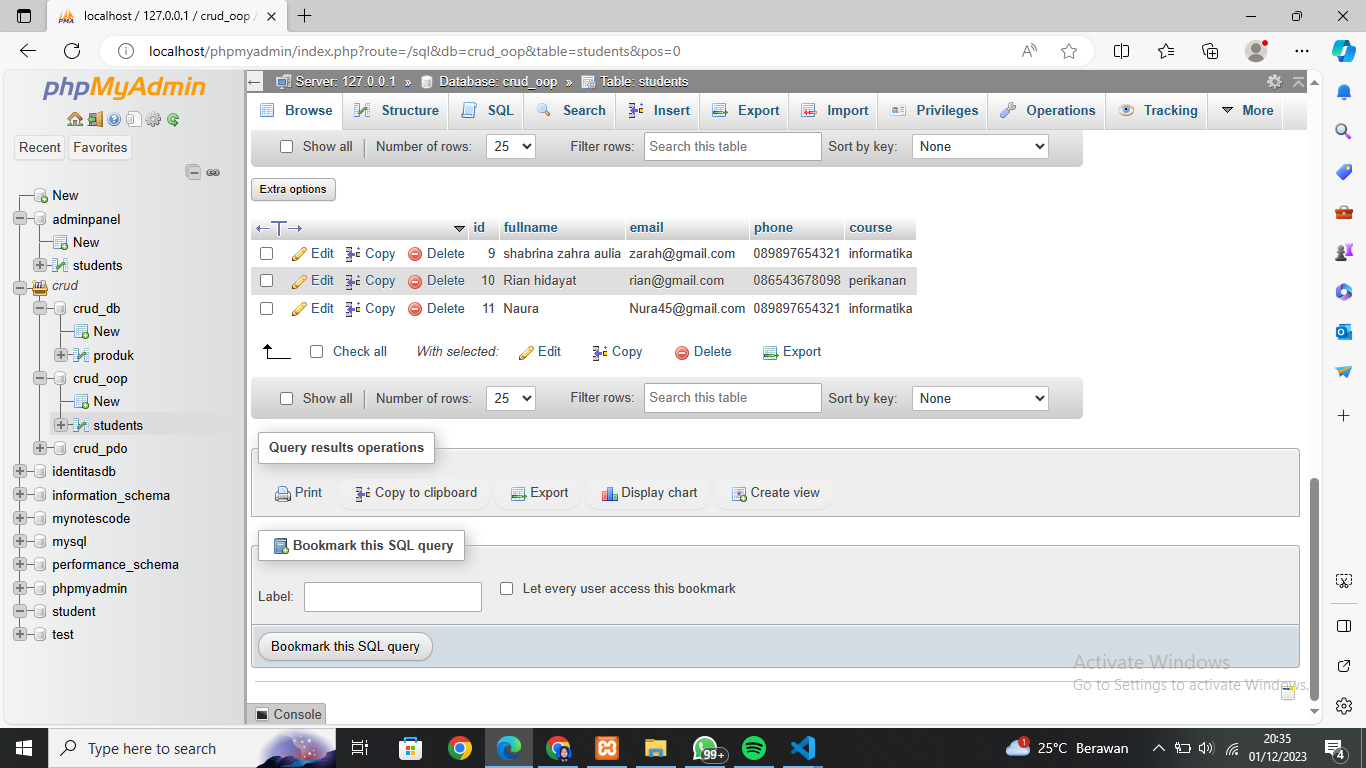 localhost / 127.0.0.1 / crud_oop /
localhost/phpmyadmin/index.php?route=/sql&db=crud_oop&table=students&pos=0
phpMyAdmin
Recent Favorites
New
adminpanel
New
students
crud
crud_db
New
produk
crud_oop
New
students
crud_pdo
identitasdb
information_schema
mynotescode
mysql
performance_schema
phpmyadmin
student
test
Server: 127.0.0.1 » Database: crud_oop » Table: students
Browse Structure SQL Search Insert Export Import Privileges Operations Tracking More
Show all Number of rows: 25 Filter rows: Search this table Sort by key: None
Extra options
id fullname email phone course
Edit Copy Delete 9 shabrina zahra aulia zarah@gmail.com 089897654321 informatika
Edit Copy Delete 10 Rian hidayat rian@gmail.com 086543678098 perikanan
Edit Copy Delete 11 Naura Nura45@gmail.com 089897654321 informatika
Check all With selected: Edit Copy Delete Export
Show all Number of rows: 25 Filter rows: Search this table Sort by key: None
Query results operations
Print Copy to clipboard Export Display chart Create view
Bookmark this SQL query
Label: Let every user access this bookmark
Bookmark this SQL query
Activate Windows
Go to Settings to activate Windows.
Console
Type here to search
99+
1
25°C Berawan
20:35
01/12/2023
4